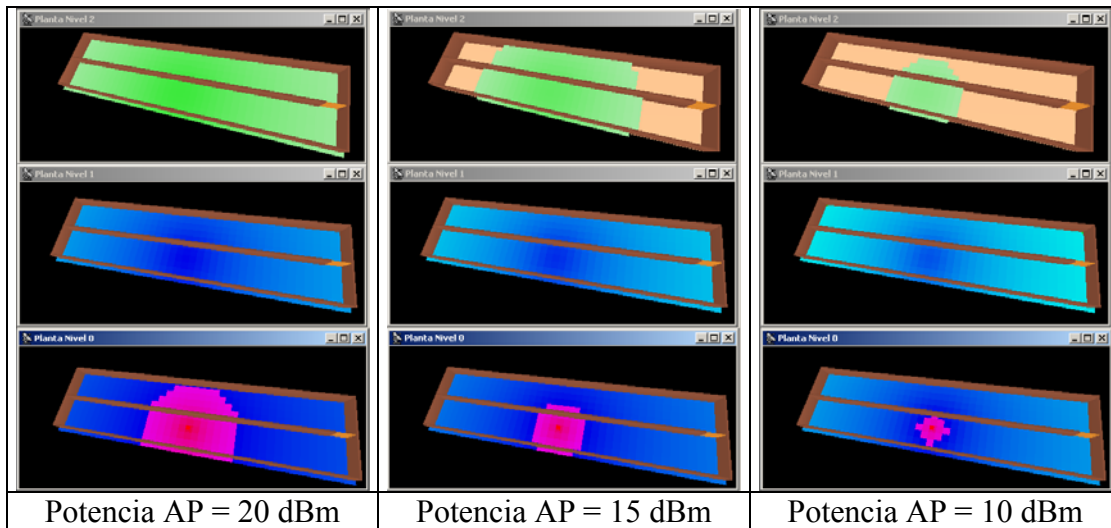 Planta Nivel 2
Planta Nivel 2
Planta Nivel 2
Planta Nivel 1
Planta Nivel 1
Planta Nivel 1
Planta Nivel 0
Planta Nivel 0
Planta Nivel 0
Potencia AP = 20 dBm
Potencia AP = 15 dBm
Potencia AP = 10 dBm